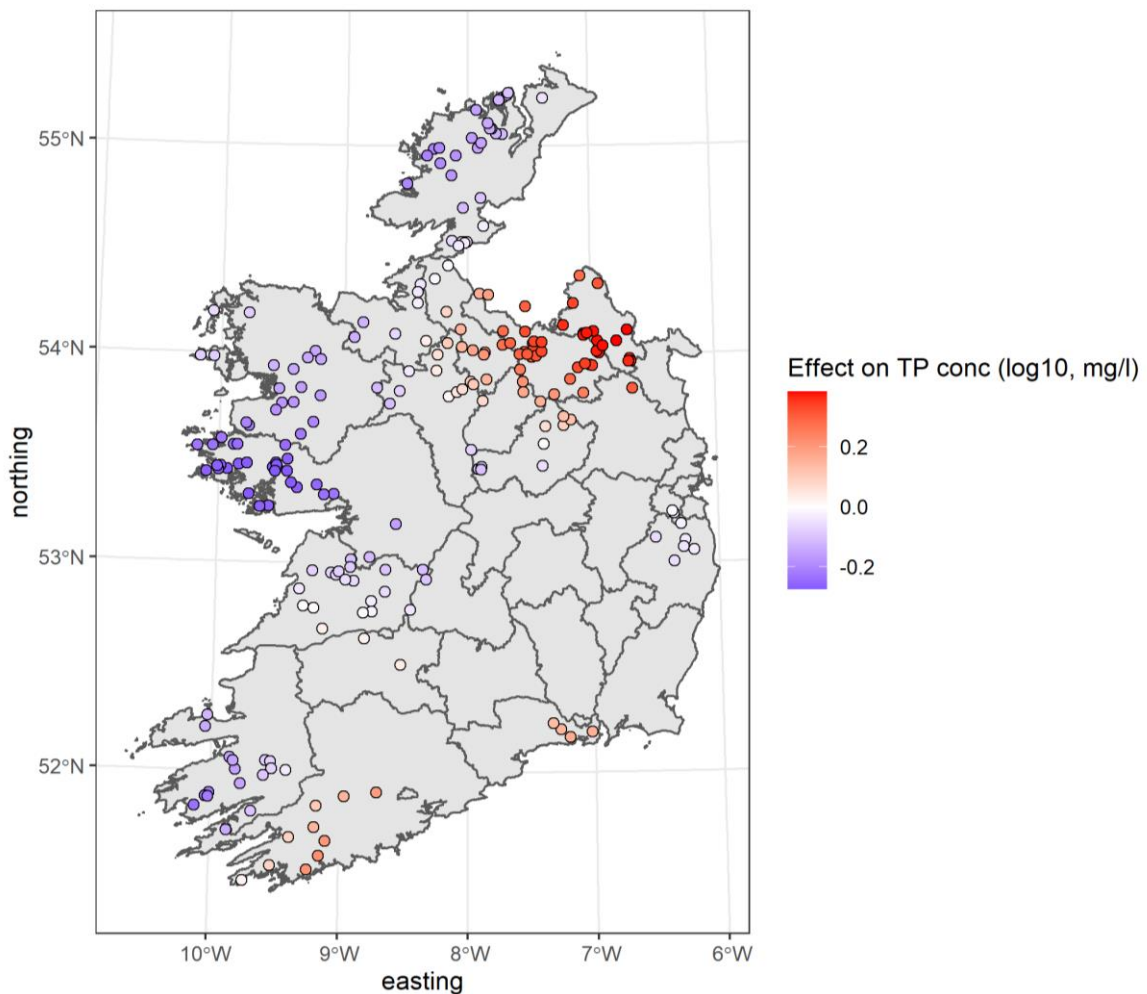 55°N
54°N
53°N
52°N
northing
10°W 9°W 8°W 7°W 6°W
easting
Effect on TP conc (log10, mg/l)
0.2
0.0
-0.2